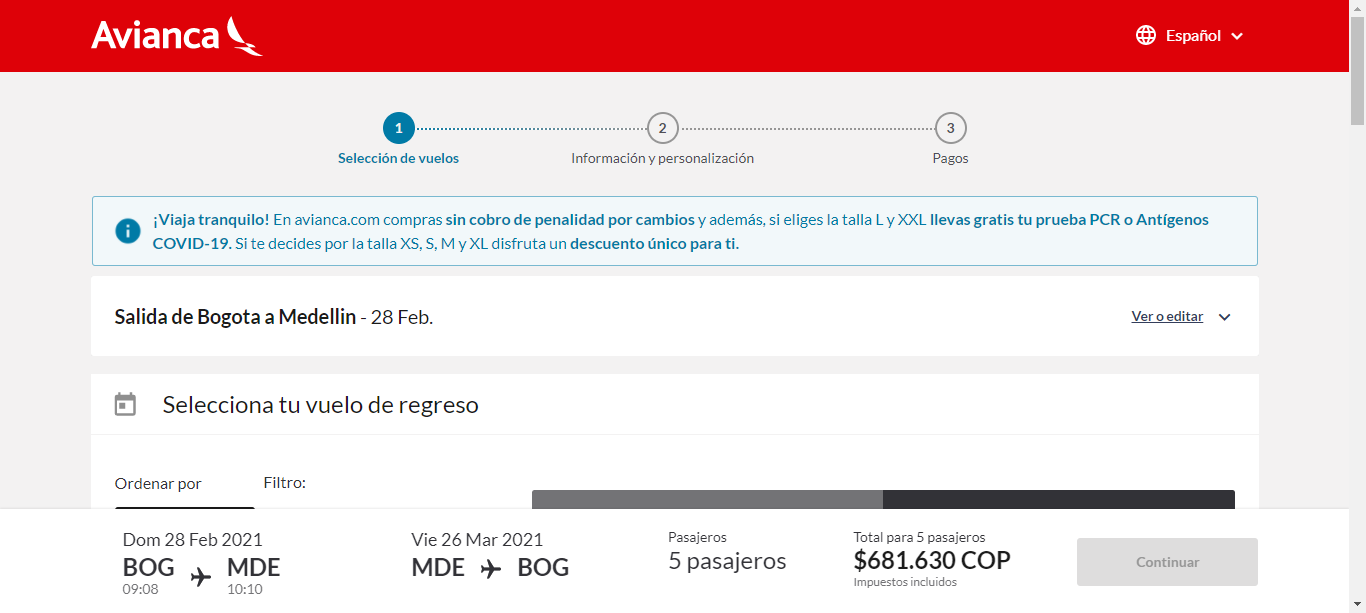 Avianca
Español
1
2
3
Selección de vuelos
Información y personalización
Pagos
¡Viaja tranquilo! En avianca.com compras sin cobro de penalidad por cambios y además, si eliges la talla L y XXL llevas gratis tu prueba PCR o Antígenos
COVID-19. Si te decides por la talla XS, S, M y XL disfruta un descuento único para ti.
Salida de Bogota a Medellin - 28 Feb.
Ver o editar
Selecciona tu vuelo de regreso
Ordenar por
Filtro:
Dom 28 Feb 2021
BOG MDE
09:08 10:10
Vie 26 Mar 2021
MDE BOG
Pasajeros
5 pasajeros
Total para 5 pasajeros
$681.630 COP
Impuestos incluidos
Continuar